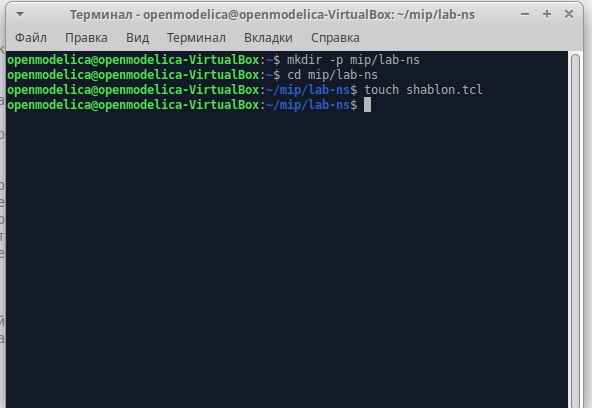 Терминал - openmodelica@openmodelica-VirtualBox: ~/mip/lab-ns
Файл Правка Вид Терминал Вкладки Справка
openmodelica@openmodelica-VirtualBox:~$ mkdir -p mip/lab-ns
openmodelica@openmodelica-VirtualBox:~$ cd mip/lab-ns
openmodelica@openmodelica-VirtualBox:~/mip/lab-ns$ touch shablon.tcl
openmodelica@openmodelica-VirtualBox:~/mip/lab-ns$